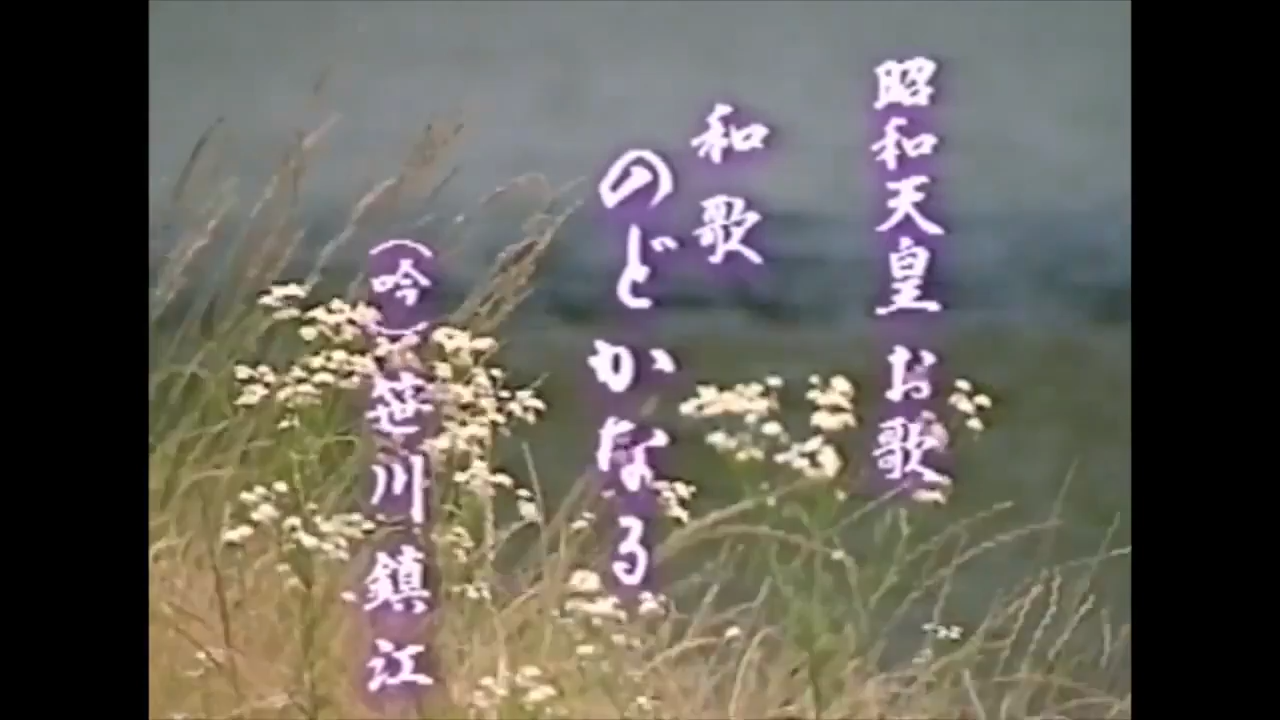 昭和天皇 お歌
和歌
のどかなる
(吟)笹川鎮江